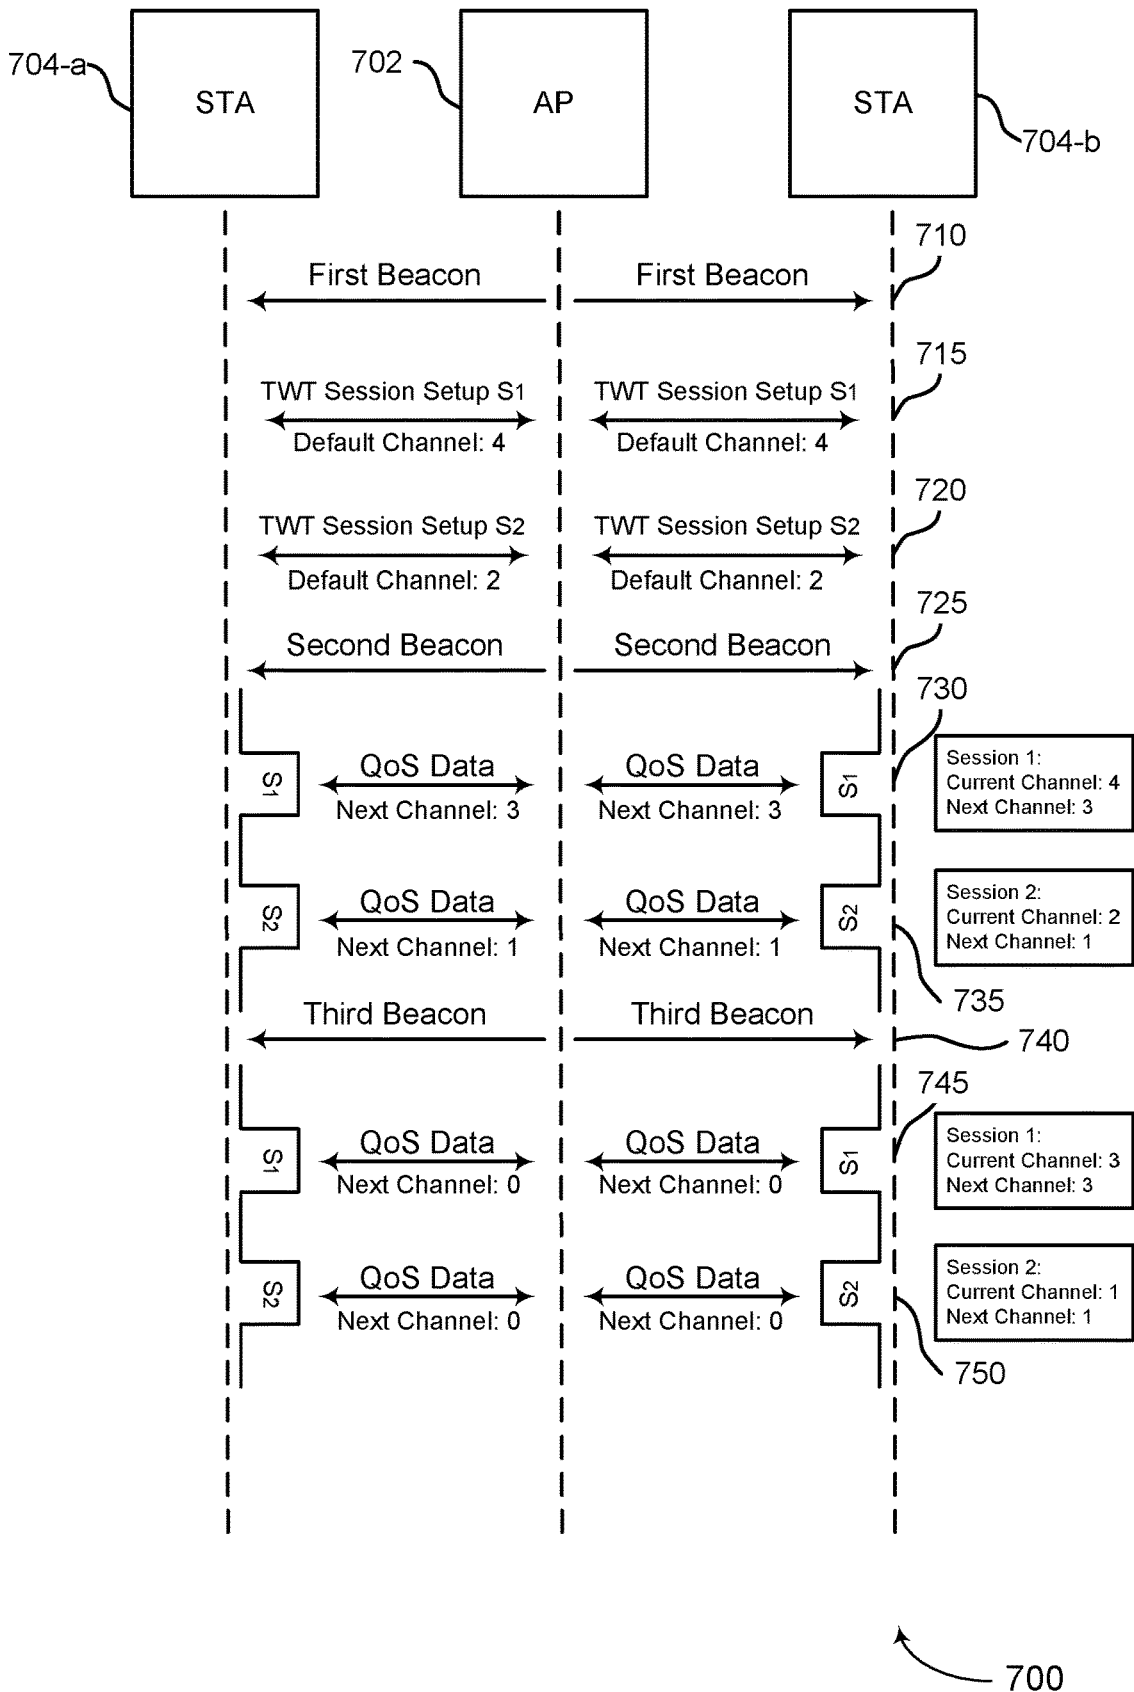 704-a
STA
702
AP
STA
704-b
710
First Beacon
First Beacon
715
TWT Session Setup S1
TWT Session Setup S1
Default Channel: 4
Default Channel: 4
720
TWT Session Setup S2
TWT Session Setup S2
Default Channel: 2
Default Channel: 2
725
Second Beacon
Second Beacon
730
S1
QoS Data
Next Channel: 3
QoS Data
Next Channel: 3
S1
Session 1:
Current Channel: 4
Next Channel: 3
S2
QoS Data
Next Channel: 1
QoS Data
Next Channel: 1
S2
Session 2:
Current Channel: 2
Next Channel: 1
735
Third Beacon
Third Beacon
740
745
S1
QoS Data
Next Channel: 0
QoS Data
Next Channel: 0
S1
Session 1:
Current Channel: 3
Next Channel: 3
S2
QoS Data
Next Channel: 0
QoS Data
Next Channel: 0
S2
Session 2:
Current Channel: 1
Next Channel: 1
750
700